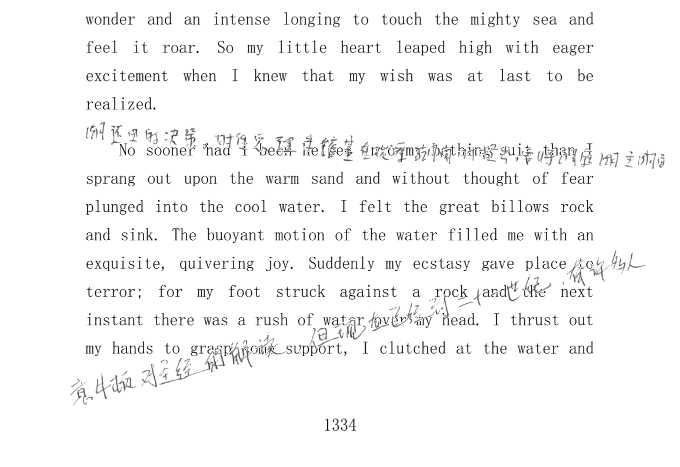 wonder and an intense longing to touch the mighty sea and
feel it roar. So my little heart leaped high with eager
excitement when I knew that my wish was at last to be
realized.
No sooner had I been helped into my bathing-suit than I
sprang out upon the warm sand and without thought of fear
plunged into the cool water. I felt the great billows rock
and sink. The buoyant motion of the water filled me with an
exquisite, quivering joy. Suddenly my ecstasy gave place to
terror; for my foot struck against a rock and the next
instant there was a rush of water over my head. I thrust out
my hands to grasp some support, I clutched at the water and
对圣经的解读
1334